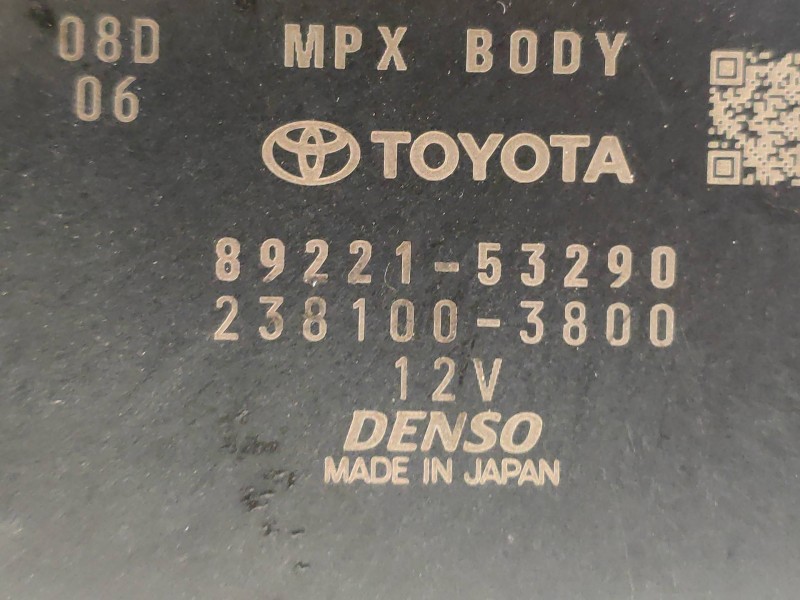 08D MPX BODY
06
TOYOTA
89221-53290
238100-3800
12V
DENSO
MADE IN JAPAN